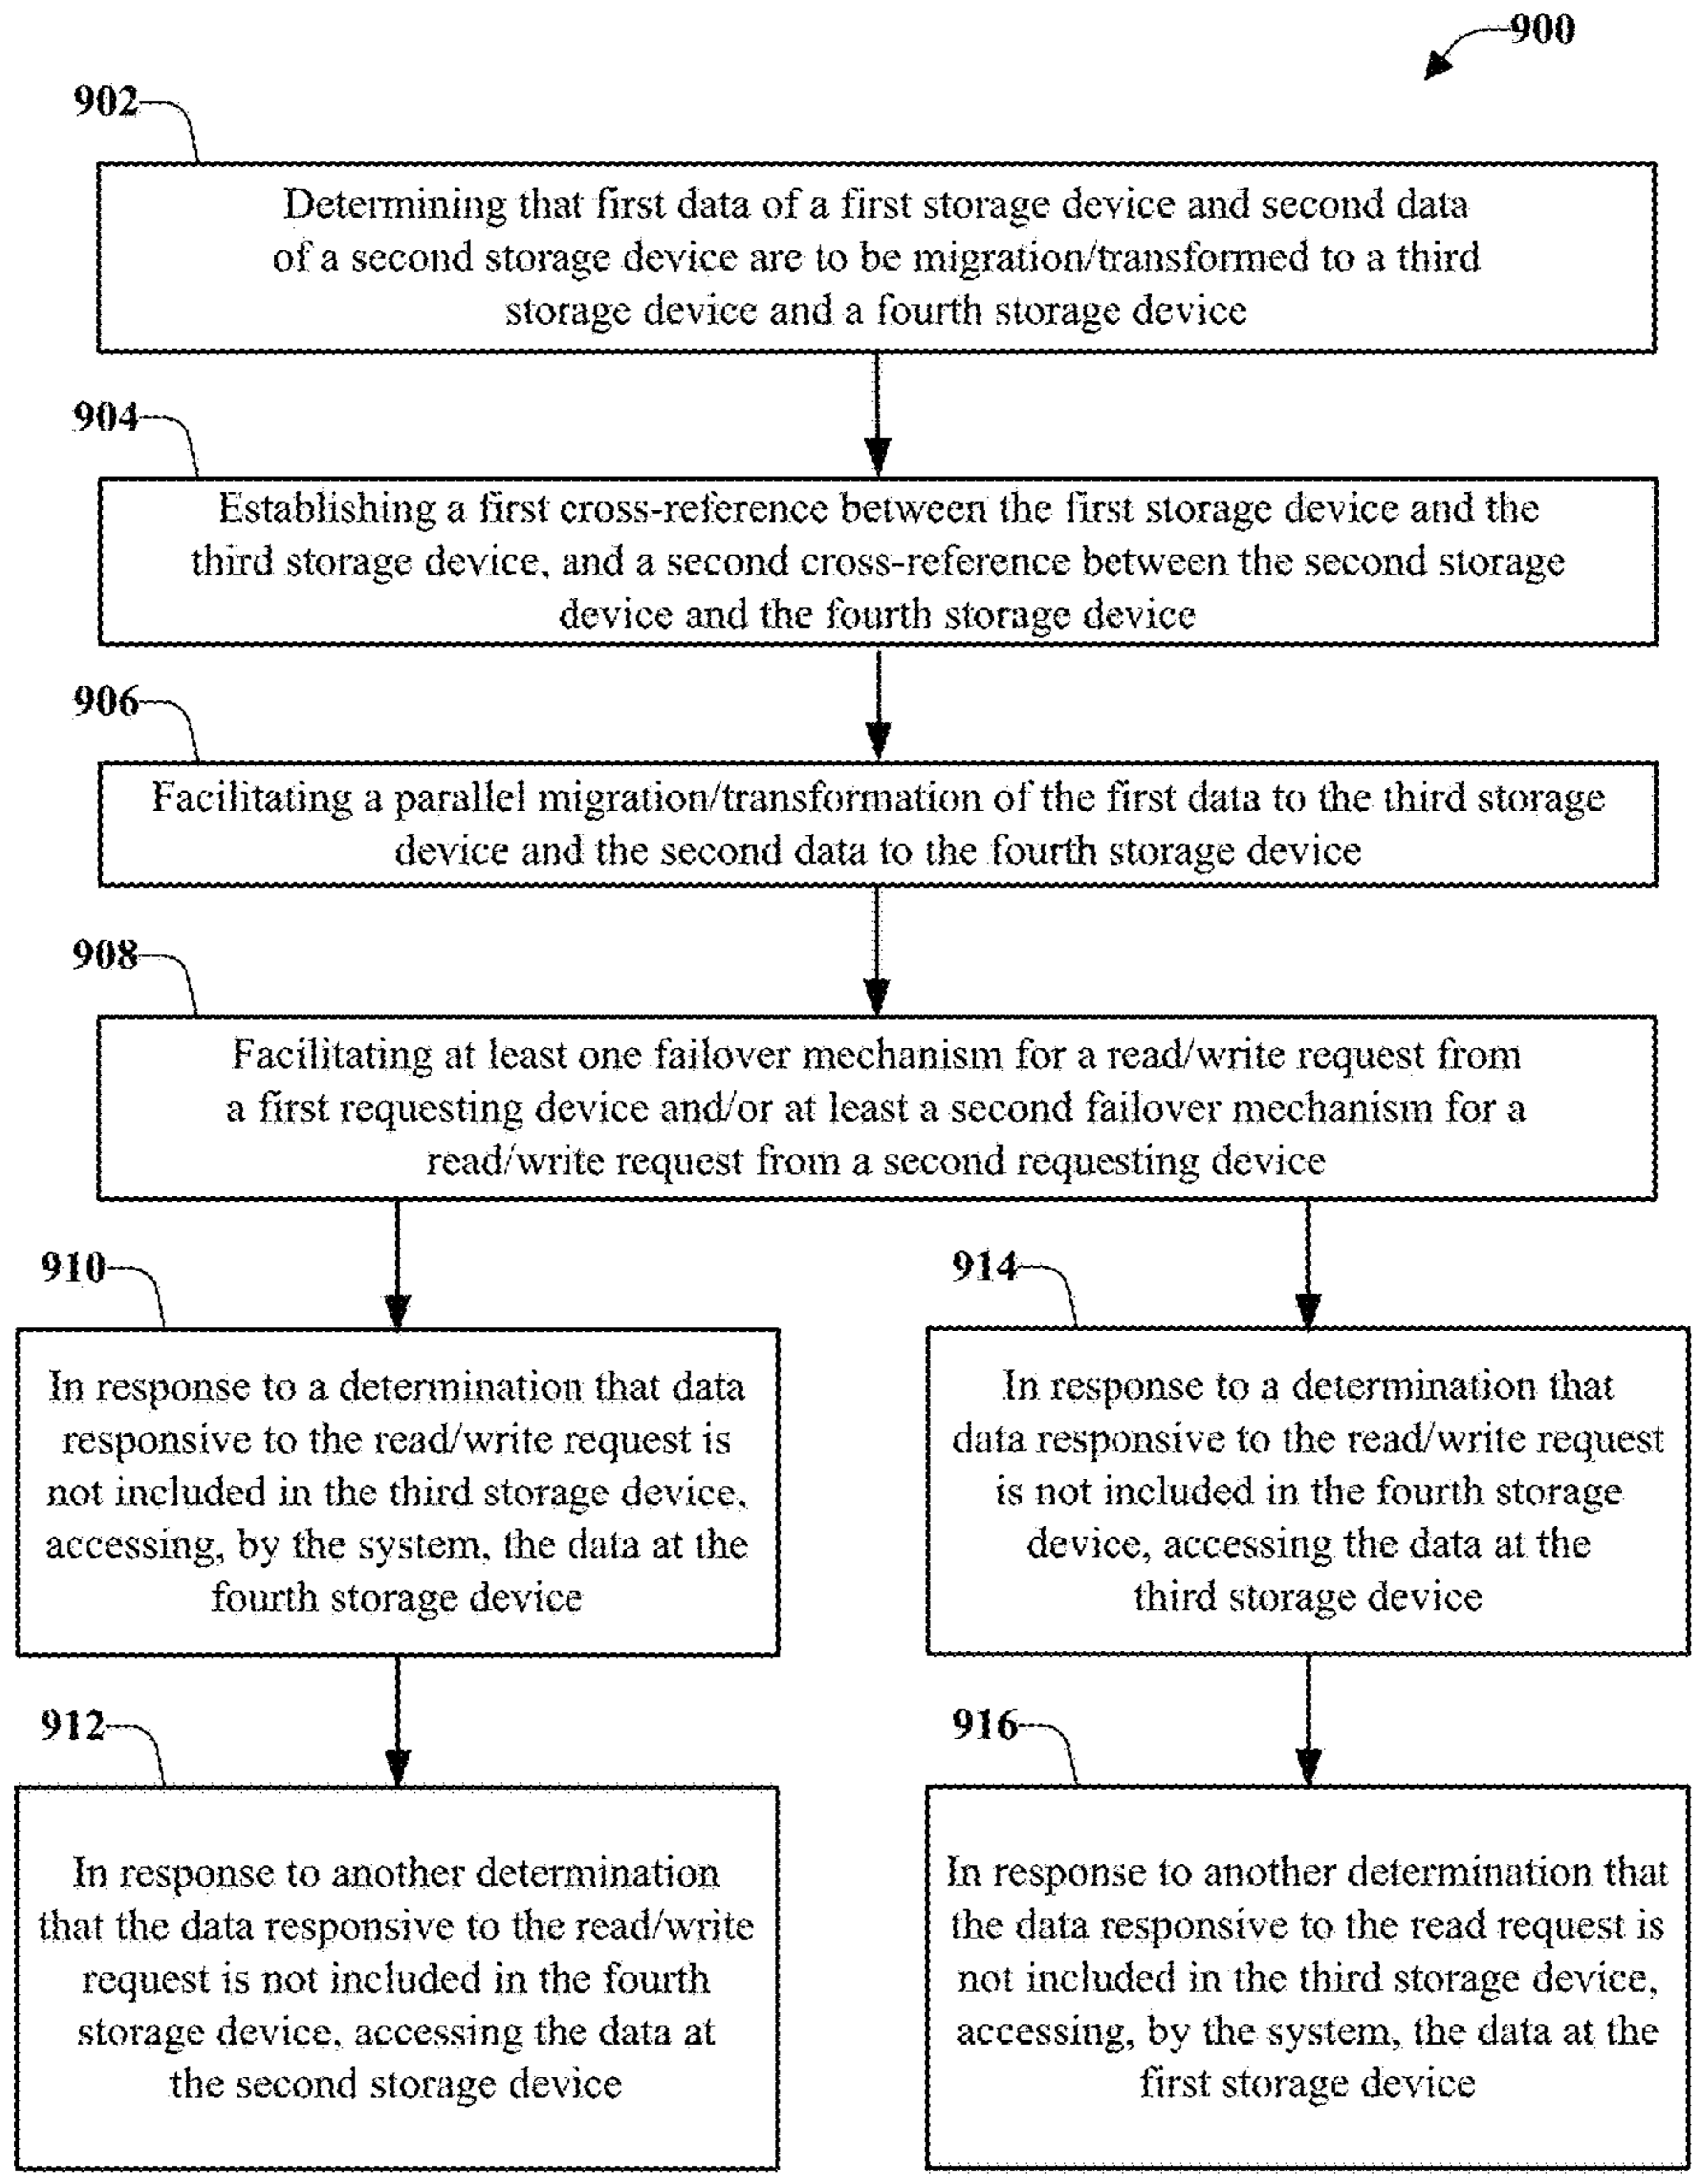 900
902
Determining that first data of a first storage device and second data
of a second storage device are to be migration/transformed to a third
storage device and a fourth storage device
904
Establishing a first cross-reference between the first storage device and the
third storage device, and a second cross-reference between the second storage
device and the fourth storage device
906
Facilitating a parallel migration/transformation of the first data to the third storage
device and the second data to the fourth storage device
908
Facilitating at least one failover mechanism for a read/write request from
a first requesting device and/or at least a second failover mechanism for a
read/write request from a second requesting device
910
In response to a determination that data
responsive to the read/write request is
not included in the third storage device,
accessing, by the system, the data at the
fourth storage device
912
In response to another determination
that the data responsive to the read/write
request is not included in the fourth
storage device, accessing the data at
the second storage device
914
In response to a determination that
data responsive to the read/write request
is not included in the fourth storage
device, accessing the data at the
third storage device
916
In response to another determination that
the data responsive to the read request is
not included in the third storage device,
accessing, by the system, the data at the
first storage device